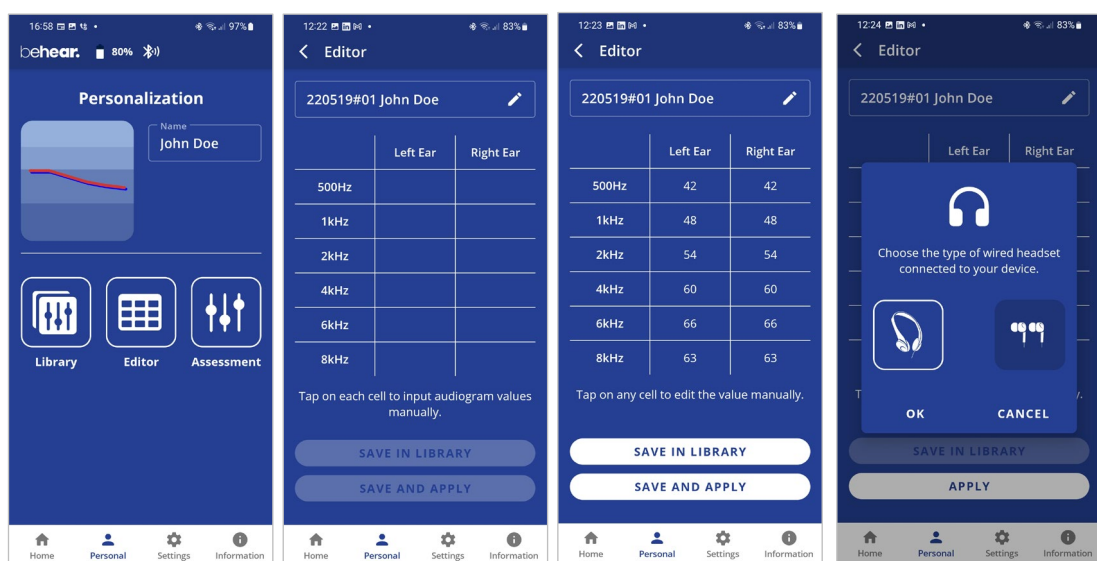 16:58 97%
behear. 80%
Personalization
Name
John Doe
Library Editor Assessment
Home Personal Settings Information
12:22 83%
Editor
220519#01 John Doe
Left Ear Right Ear
500Hz
1kHz
2kHz
4kHz
6kHz
8kHz
Tap on each cell to input audiogram values
manually.
SAVE IN LIBRARY
SAVE AND APPLY
Home Personal Settings Information
12:23 83%
Editor
220519#01 John Doe
Left Ear Right Ear
500Hz 42 42
1kHz 48 48
2kHz 54 54
4kHz 60 60
6kHz 66 66
8kHz 63 63
Tap on any cell to edit the value manually.
SAVE IN LIBRARY
SAVE AND APPLY
Home Personal Settings Information
12:24 83%
Editor
220519#01 John Doe
Left Ear Right Ear
Choose the type of wired headset
connected to your device.
OK CANCEL
SAVE IN LIBRARY
APPLY
Home Personal Settings Information